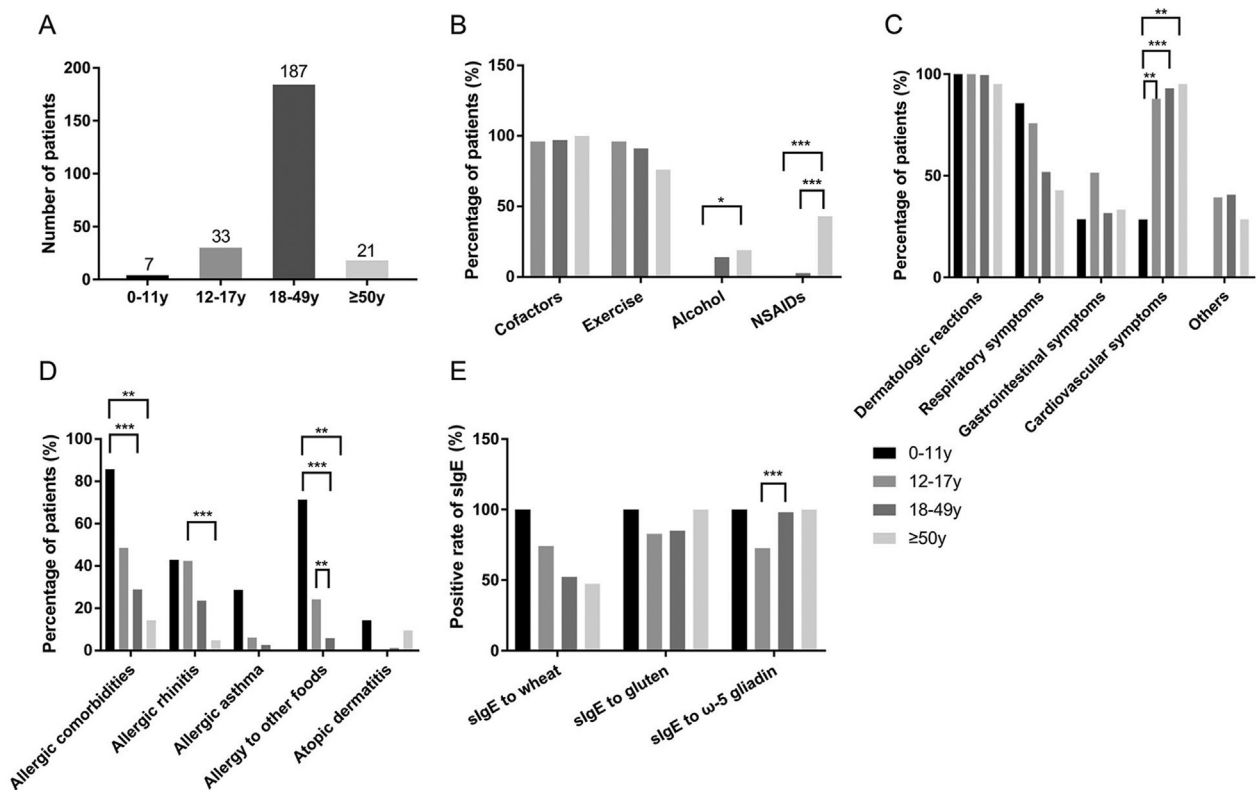 A
Number of patients
200
150
100
50
0
7
33
187
21
0-11y
12-17y
18-49y
≥50y
B
Percentage of patients (%)
150
100
50
0
*
***
***
Cofactors
Exercise
Alcohol
NSAIDs
C
Percentage of patients (%)
100
50
0
**
***
**
Dermatologic reactions
Respiratory symptoms
Gastrointestinal symptoms
Cardiovascular symptoms
Others
D
Percentage of patients (%)
100
80
60
40
20
0
**
***
***
**
***
**
Allergic comorbidities
Allergic rhinitis
Allergic asthma
Allergy to other foods
Atopic dermatitis
E
Positive rate of sIgE (%)
150
100
50
0
***
sIgE to wheat
sIgE to gluten
sIgE to ω-5 gliadin
0-11y
12-17y
18-49y
≥50y